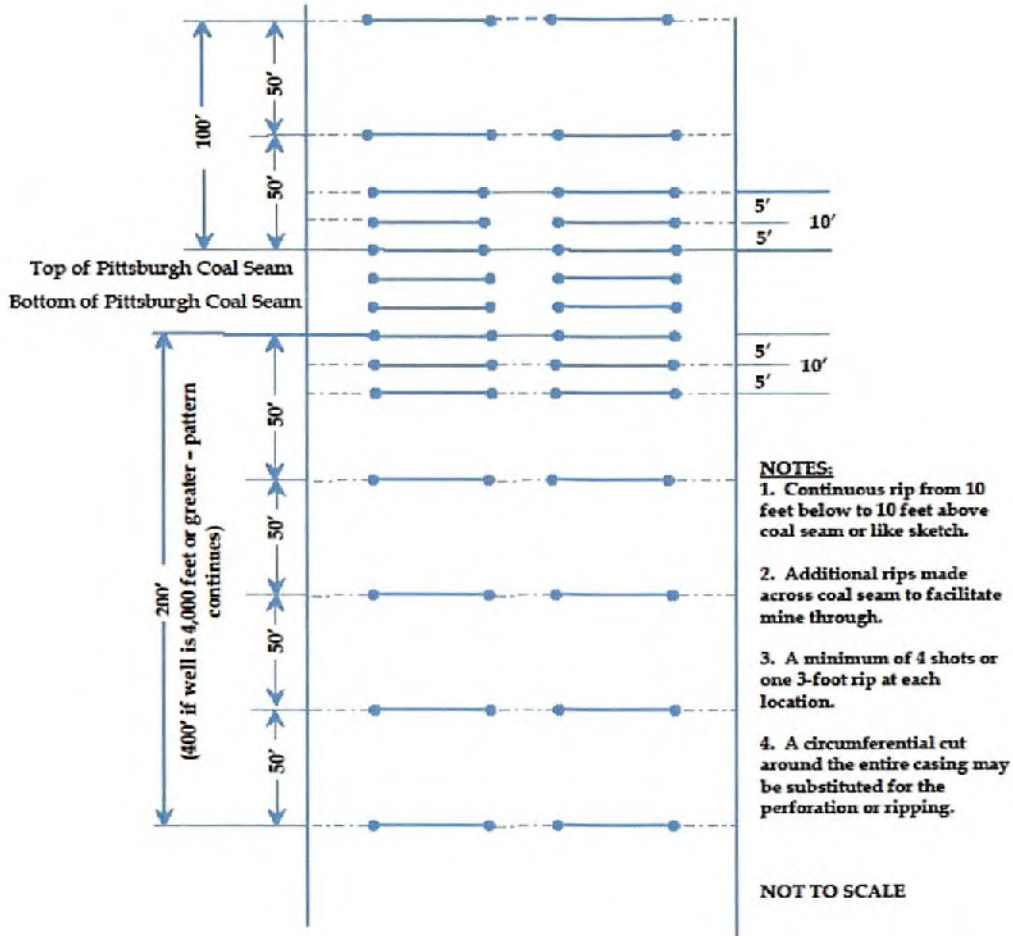 50'
100'
50'
5'
10'
5'
Top of Pittsburgh Coal Seam
Bottom of Pittsburgh Coal Seam
5'
10'
5'
50'
200'
(400' if well is 4,000 feet or greater – pattern
continues)
50'
50'
50'
NOTES:
1. Continuous rip from 10
feet below to 10 feet above
coal seam or like sketch.
2. Additional rips made
across coal seam to facilitate
mine through.
3. A minimum of 4 shots or
one 3-foot rip at each
location.
4. A circumferential cut
around the entire casing may
be substituted for the
perforation or ripping.
NOT TO SCALE